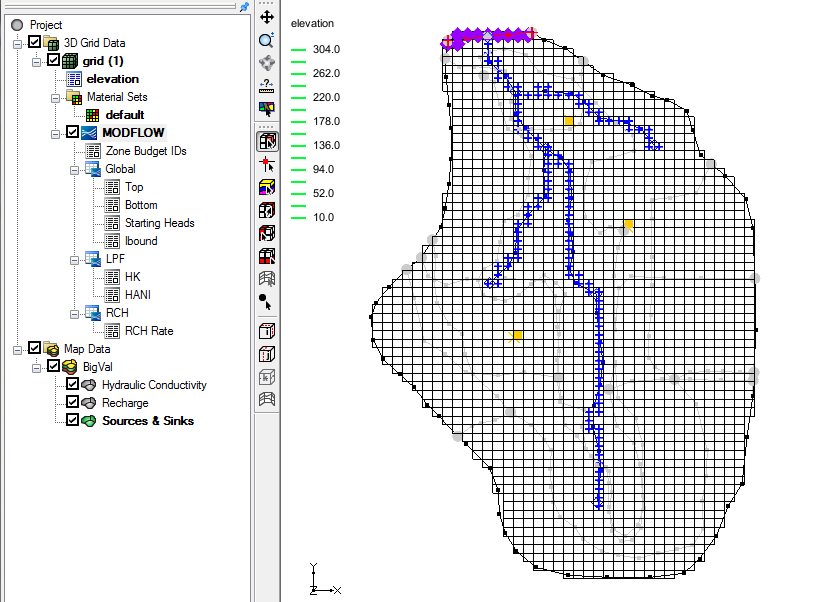 Project
3D Grid Data
grid (1)
elevation
Material Sets
default
MODFLOW
Zone Budget IDs
Global
Top
Bottom
Starting Heads
Ibound
LPF
HK
HANI
RCH
RCH Rate
Map Data
BigVal
Hydraulic Conductivity
Recharge
Sources & Sinks
elevation
304.0
262.0
220.0
178.0
136.0
94.0
52.0
10.0
Y
Z X